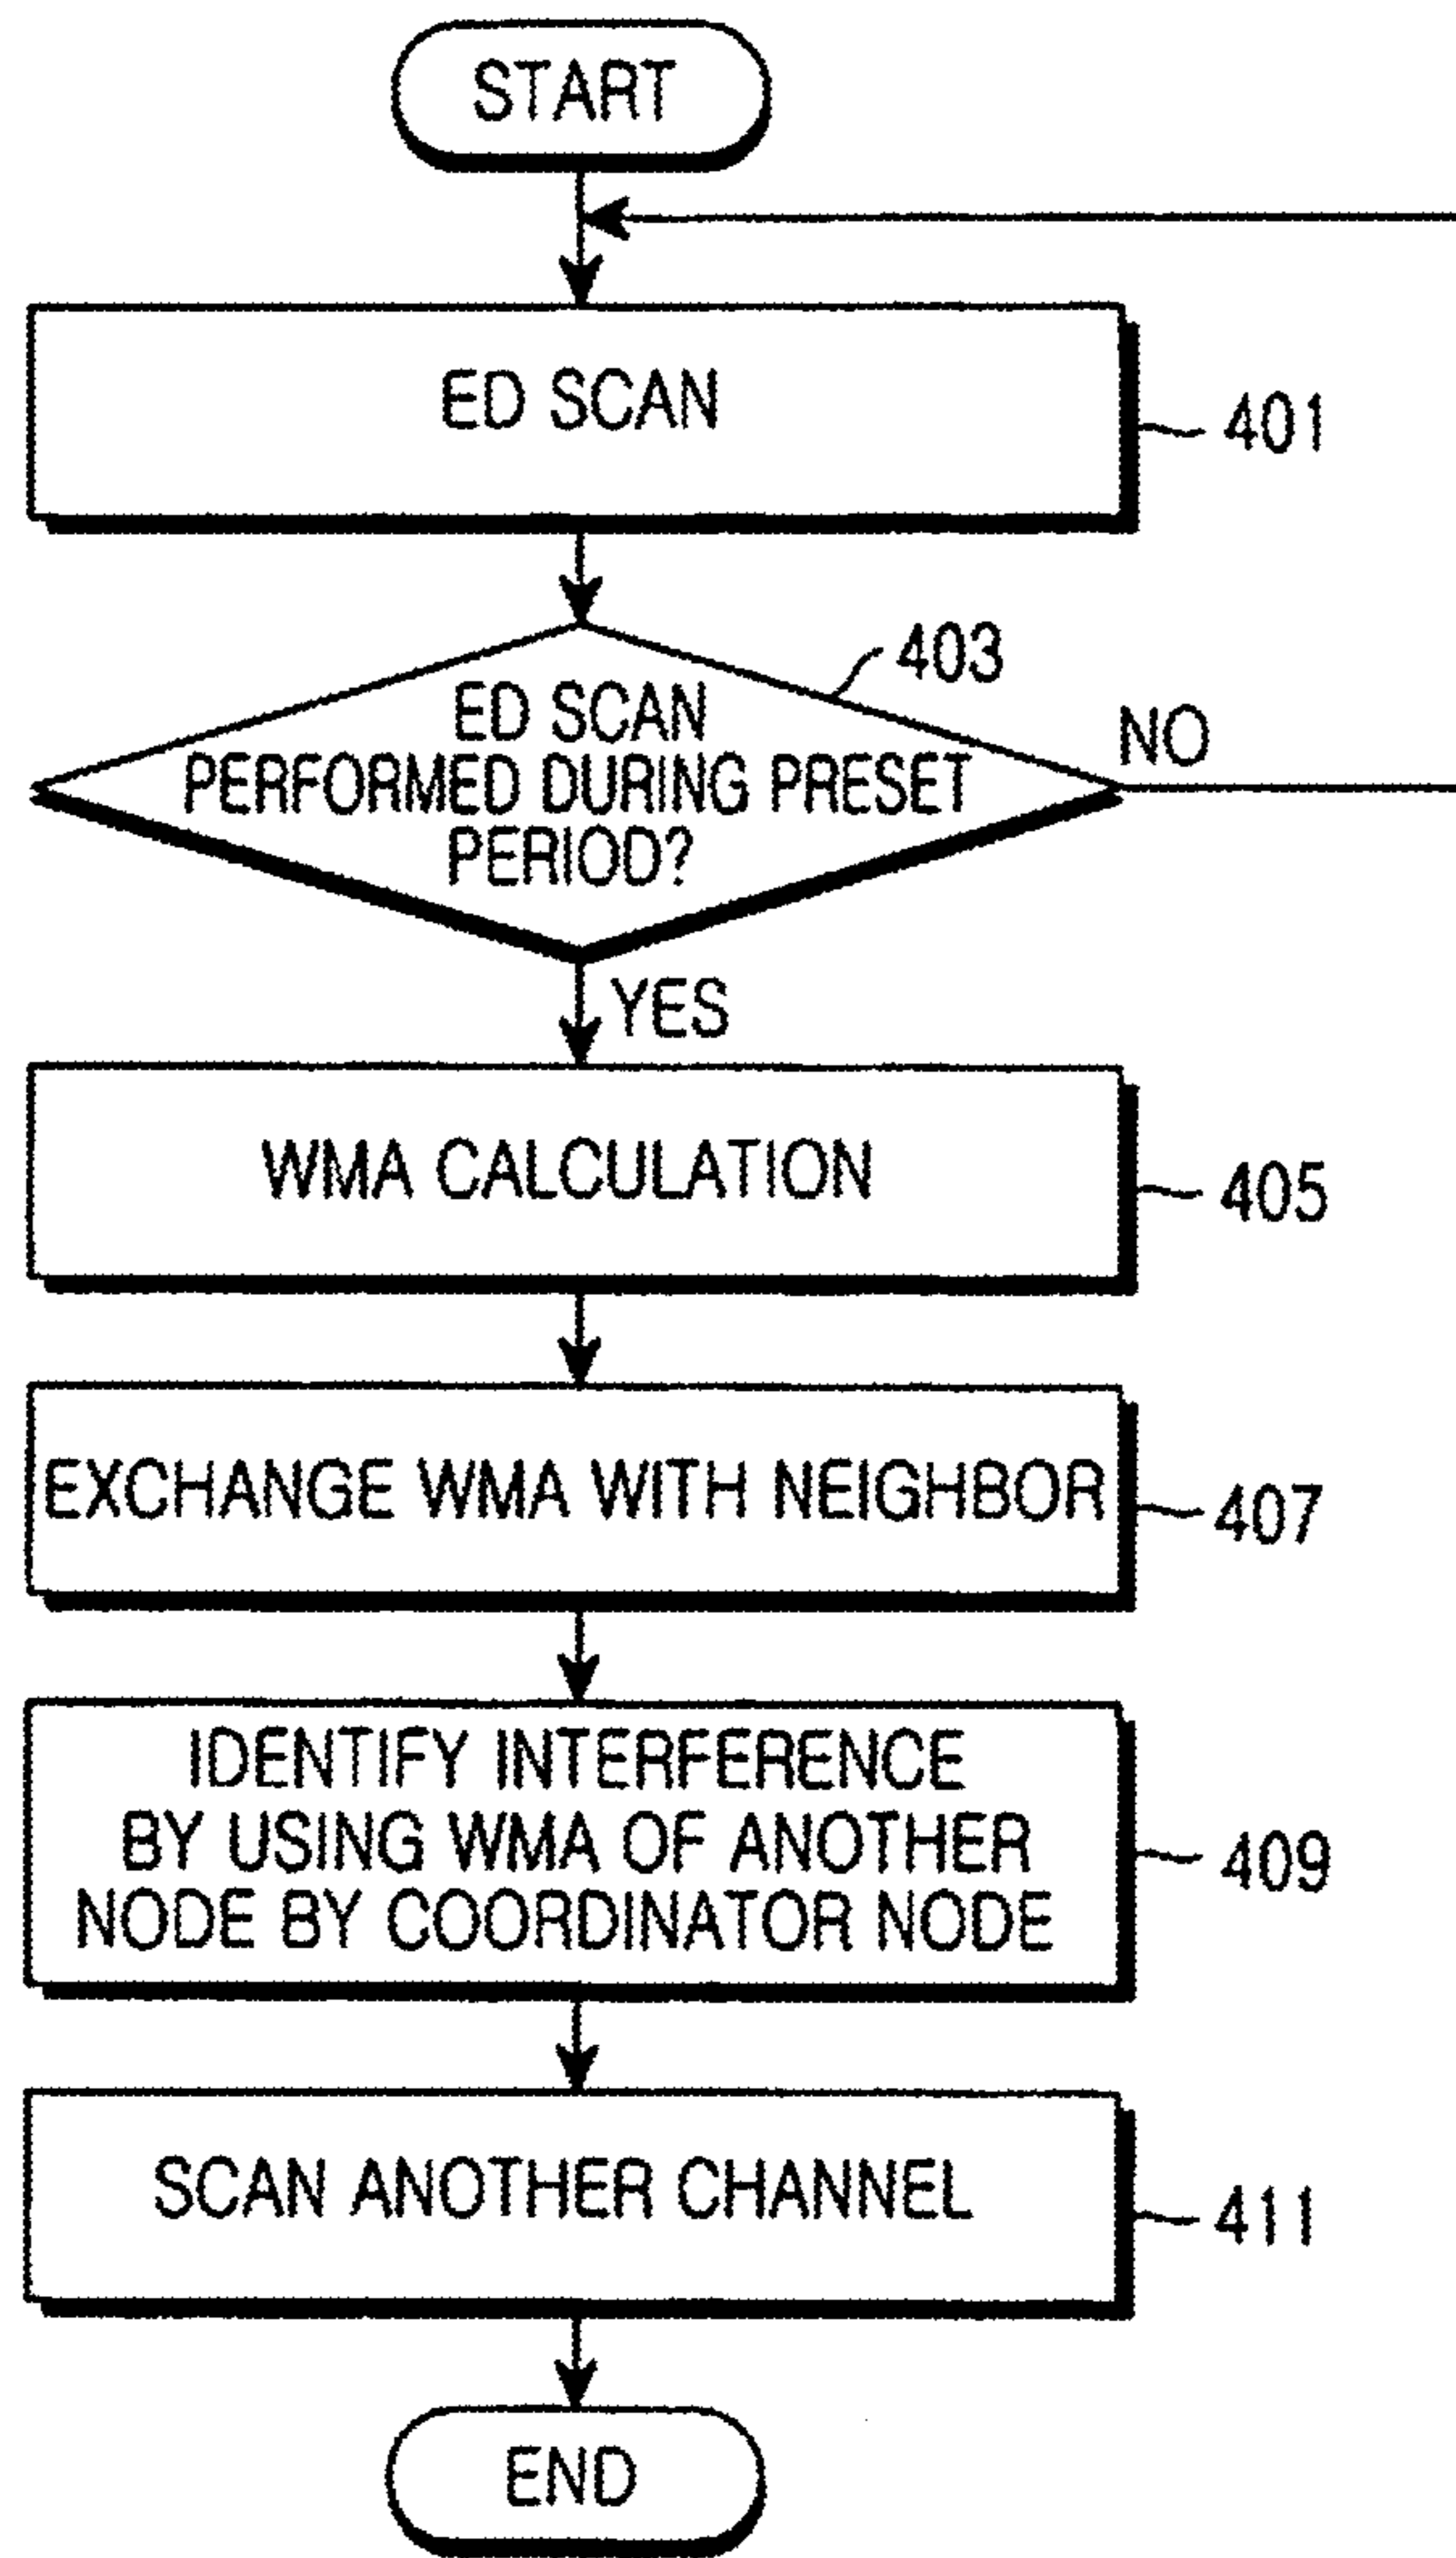 START
ED SCAN
401
403
ED SCAN
PERFORMED DURING PRESET
PERIOD?
NO
YES
WMA CALCULATION
405
EXCHANGE WMA WITH NEIGHBOR
407
IDENTIFY INTERFERENCE
BY USING WMA OF ANOTHER
NODE BY COORDINATOR NODE
409
SCAN ANOTHER CHANNEL
411
END